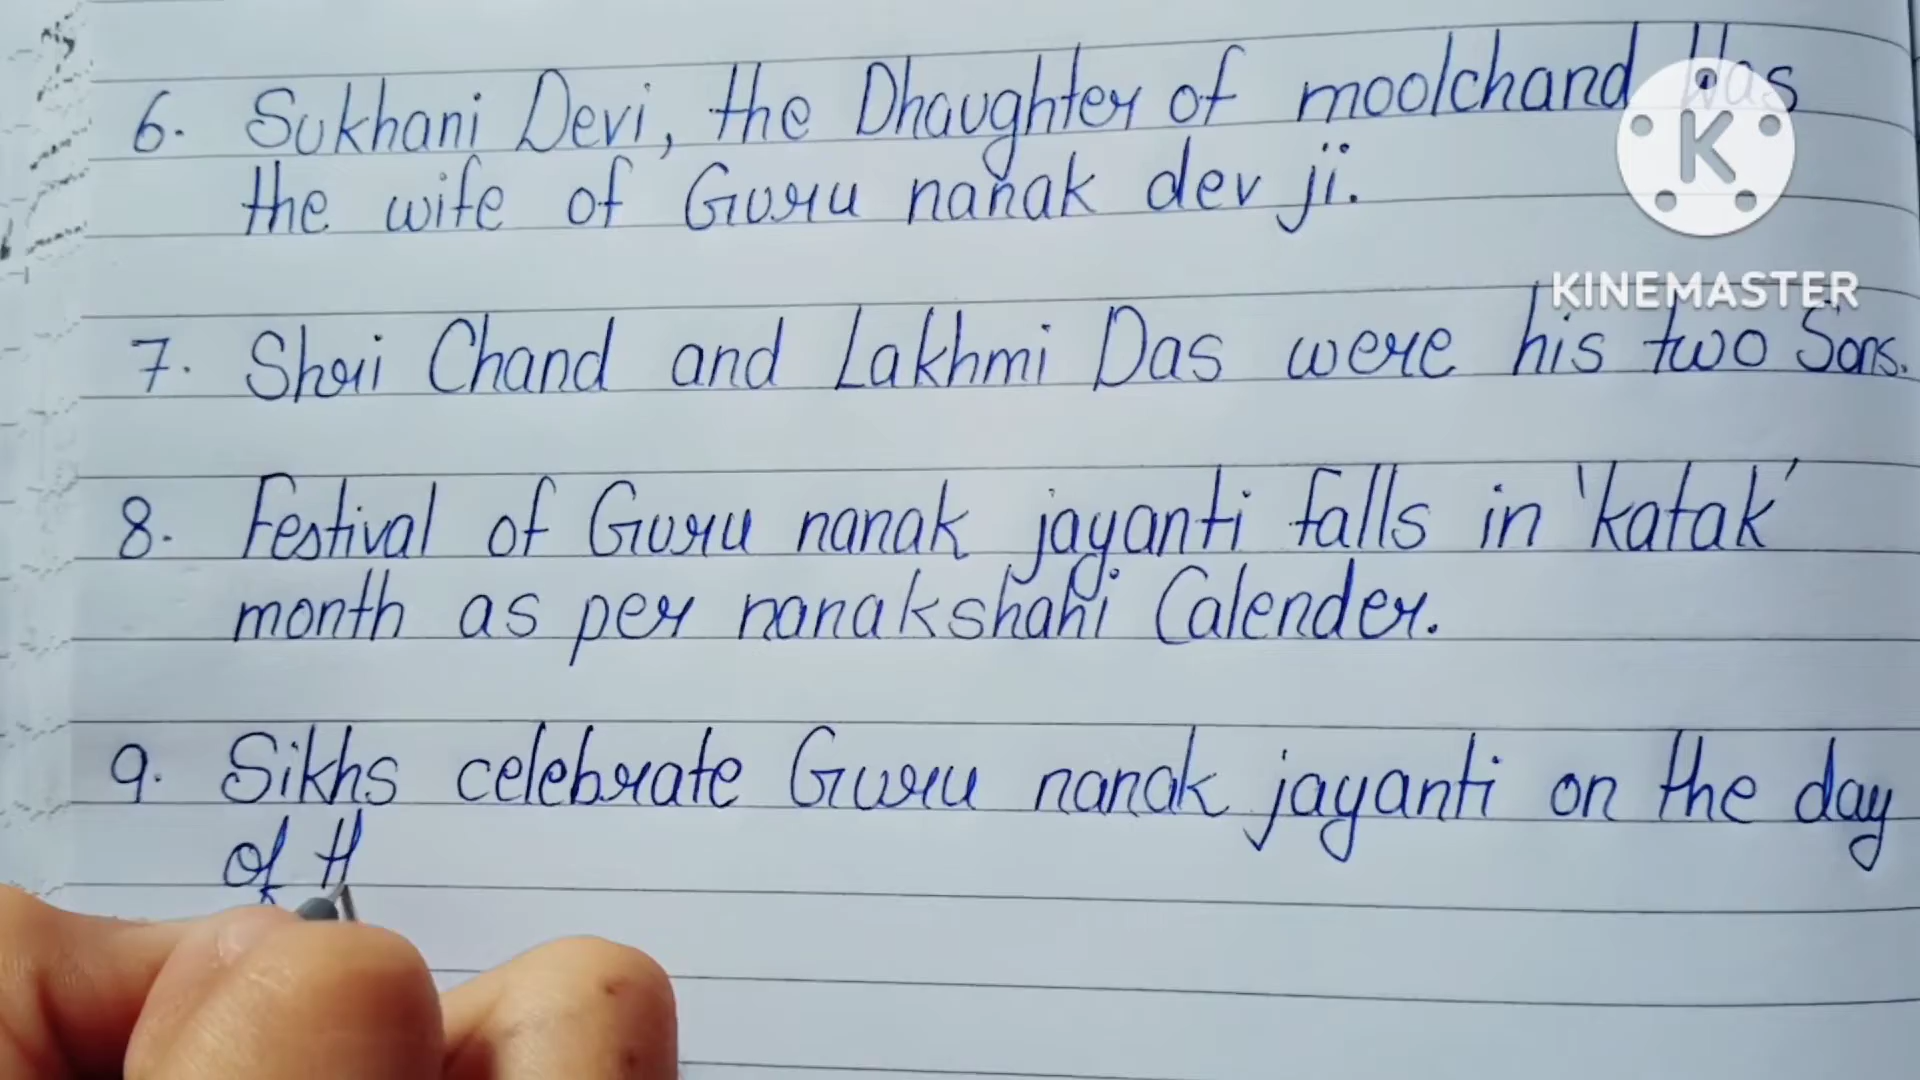 6. Sukhani Devi, the Dhaughter of moolchand was
the wife of Guru nanak dev ji.
KINEMASTER
7. Shri Chand and Lakhmi Das were his two Sons.
8. Festival of Guru nanak jayanti falls in 'katak'
month as per nanakshahi Calender.
9. Sikhs celebrate Guru nanak jayanti on the day
of